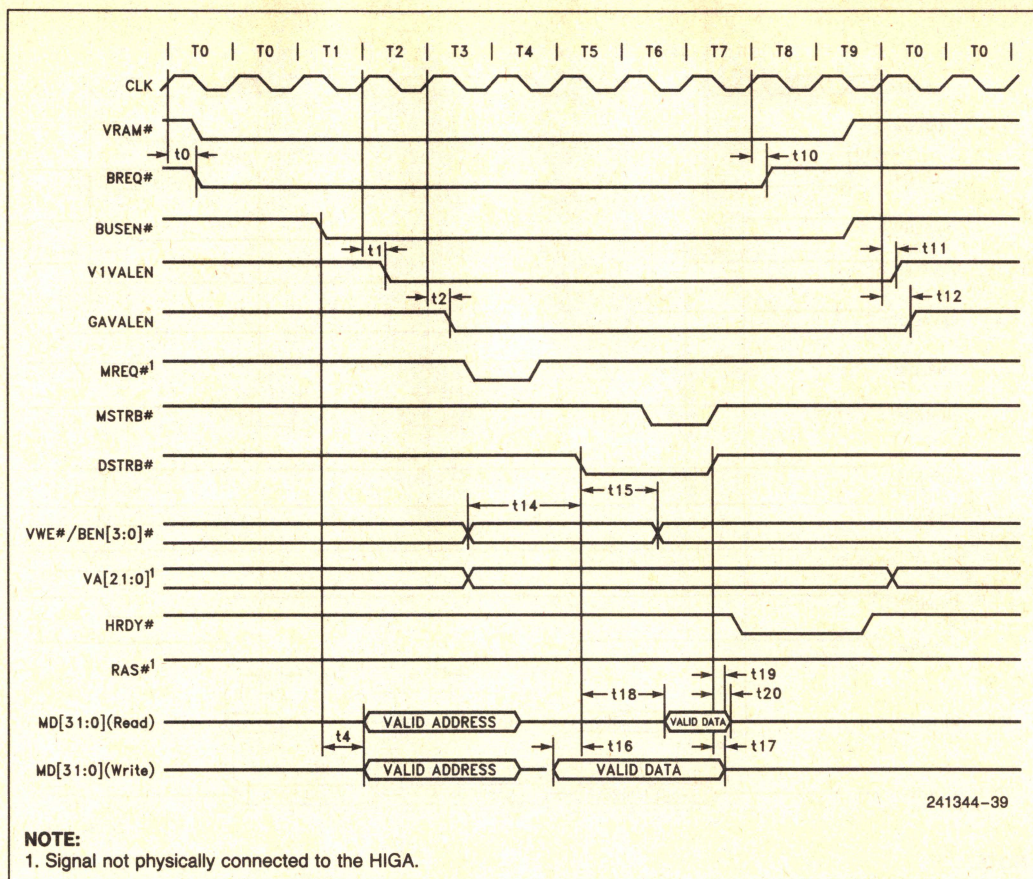 | T0 | T0 | T1 | T2 | T3 | T4 | T5 | T6 | T7 | T8 | T9 | T0 | T0 |
CLK
VRAM#
t0
t10
BREQ#
BUSEN#
t1
t11
V1VALEN
t2
t12
GAVALEN
MREQ#¹
MSTRB#
DSTRB#
t14
t15
VWE#/BEN[3:0]#
VA[21:0]¹
HRDY#
RAS#¹
t19
t18
t20
MD[31:0](Read)
VALID ADDRESS
VALID DATA
t4
t16
t17
MD[31:0](Write)
VALID ADDRESS
VALID DATA
241344–39
NOTE:
1. Signal not physically connected to the HIGA.